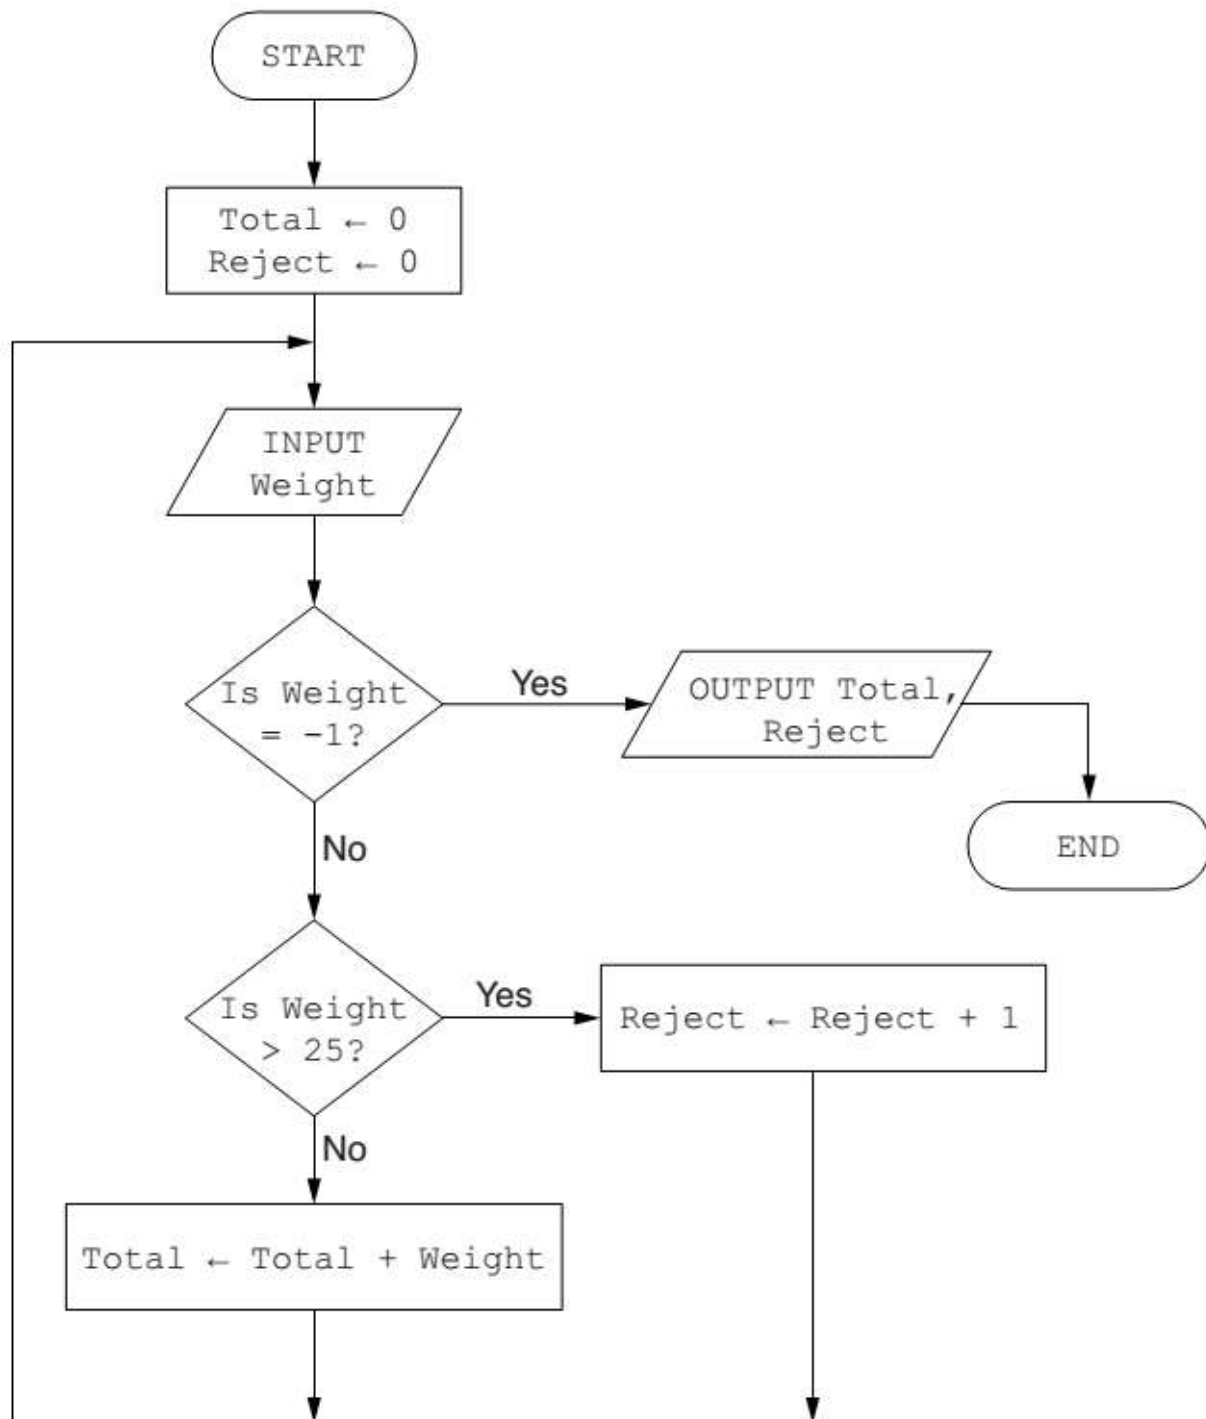 START
Total ← 0
Reject ← 0
INPUT
Weight
Is Weight
= −1?
Yes
OUTPUT Total,
Reject
END
No
Is Weight
> 25?
Yes
Reject ← Reject + 1
No
Total ← Total + Weight